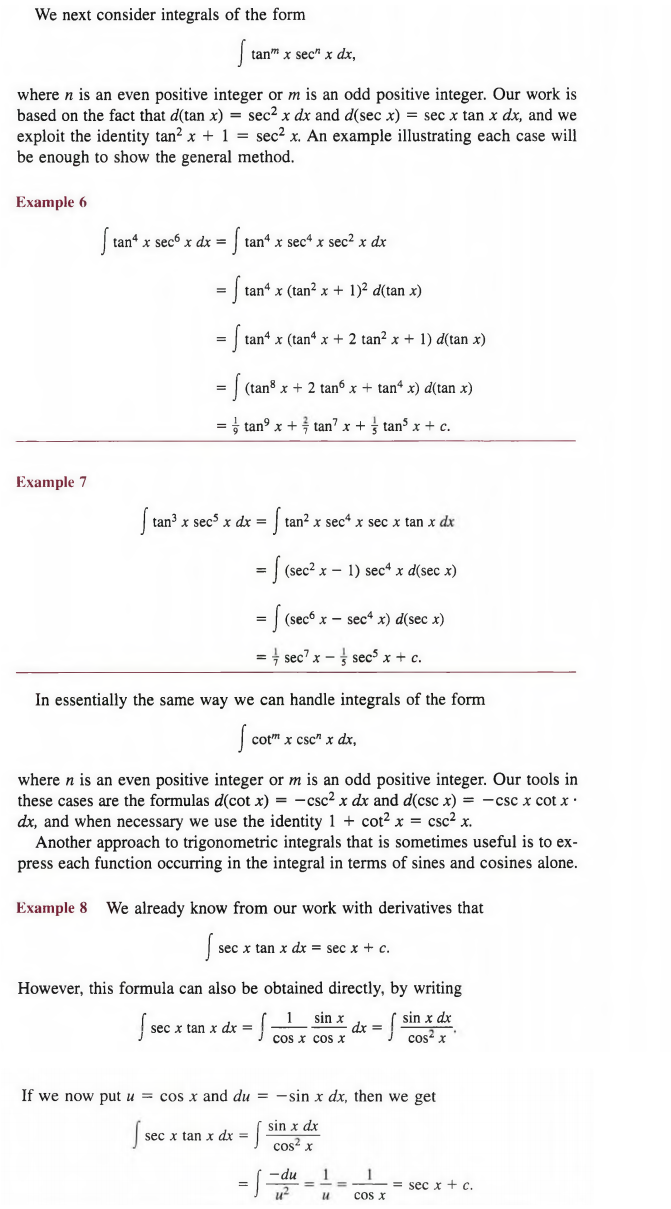 We next consider integrals of the form
∫ tanᵐ x secⁿ x dx,
where n is an even positive integer or m is an odd positive integer. Our work is
based on the fact that d(tan x) = sec² x dx and d(sec x) = sec x tan x dx, and we
exploit the identity tan² x + 1 = sec² x. An example illustrating each case will
be enough to show the general method.
Example 6
∫ tan⁴ x sec⁶ x dx = ∫ tan⁴ x sec⁴ x sec² x dx
= ∫ tan⁴ x (tan² x + 1)² d(tan x)
= ∫ tan⁴ x (tan⁴ x + 2 tan² x + 1) d(tan x)
= ∫ (tan⁸ x + 2 tan⁶ x + tan⁴ x) d(tan x)
= 1/9 tan⁹ x + 2/7 tan⁷ x + 1/5 tan⁵ x + c.
Example 7
∫ tan³ x sec⁵ x dx = ∫ tan² x sec⁴ x sec x tan x dx
= ∫ (sec² x − 1) sec⁴ x d(sec x)
= ∫ (sec⁶ x − sec⁴ x) d(sec x)
= 1/7 sec⁷ x − 1/5 sec⁵ x + c.
In essentially the same way we can handle integrals of the form
∫ cotᵐ x cscⁿ x dx,
where n is an even positive integer or m is an odd positive integer. Our tools in
these cases are the formulas d(cot x) = −csc² x dx and d(csc x) = −csc x cot x ·
dx, and when necessary we use the identity 1 + cot² x = csc² x.
Another approach to trigonometric integrals that is sometimes useful is to ex-
press each function occurring in the integral in terms of sines and cosines alone.
Example 8 We already know from our work with derivatives that
∫ sec x tan x dx = sec x + c.
However, this formula can also be obtained directly, by writing
∫ sec x tan x dx = ∫ 1/cos x sin x/cos x dx = ∫ sin x dx/cos² x.
If we now put u = cos x and du = −sin x dx, then we get
∫ sec x tan x dx = ∫ sin x dx/cos² x
= ∫ −du/u² = 1/u = 1/cos x = sec x + c.